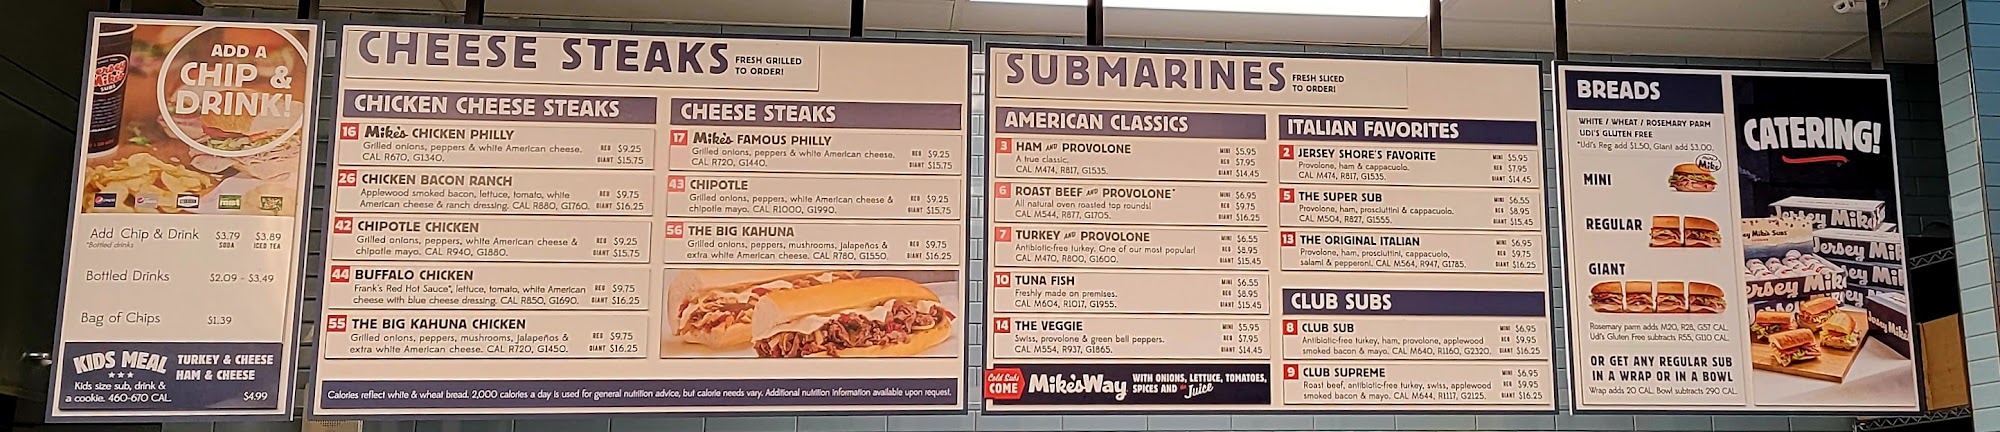 ADD A
CHIP &
DRINK!
Jersey
Mike's
SUBS
Add Chip & Drink $3.79 $3.89
*Bottled drinks SODA ICED TEA
Bottled Drinks $2.09 - $3.49
Bag of Chips $1.39
KIDS MEAL
Kids size sub, drink &
a cookie. 460-670 CAL.
TURKEY & CHEESE
HAM & CHEESE
$4.99
CHEESE STEAKS FRESH GRILLED
TO ORDER!
CHICKEN CHEESE STEAKS
16 Mike's CHICKEN PHILLY
Grilled onions, peppers & white American cheese. REG $9.25
CAL R670, G1340. GIANT $15.75
26 CHICKEN BACON RANCH
Applewood smoked bacon, lettuce, tomato, white REG $9.75
American cheese & ranch dressing. CAL R880, G1760. GIANT $16.25
42 CHIPOTLE CHICKEN
Grilled onions, peppers, white American cheese & REG $9.25
chipotle mayo. CAL R940, G1880. GIANT $15.75
44 BUFFALO CHICKEN
Frank's Red Hot Sauce®, lettuce, tomato, white American REG $9.75
cheese with blue cheese dressing. CAL R850, G1690. GIANT $16.25
55 THE BIG KAHUNA CHICKEN
Grilled onions, peppers, mushrooms, jalapeños & REG $9.75
extra white American cheese. CAL R720, G1450. GIANT $16.25
CHEESE STEAKS
17 Mike's FAMOUS PHILLY
Grilled onions, peppers & white American cheese. REG $9.25
CAL R720, G1440. GIANT $15.75
43 CHIPOTLE
Grilled onions, peppers, white American cheese & REG $9.25
chipotle mayo. CAL R1000, G1990. GIANT $15.75
56 THE BIG KAHUNA
Grilled onions, peppers, mushrooms, jalapeños & REG $9.75
extra white American cheese. CAL R780, G1550. GIANT $16.25
Calories reflect white & wheat bread. 2,000 calories a day is used for general nutrition advice, but calorie needs vary. Additional nutrition information available upon request.
SUBMARINES FRESH SLICED
TO ORDER!
AMERICAN CLASSICS
3 HAM AND PROVOLONE MINI $5.95
A true classic. REG $7.95
CAL M474, R817, G1535. GIANT $14.45
6 ROAST BEEF AND PROVOLONE* MINI $6.95
All natural oven roasted top rounds! REG $9.75
CAL M544, R877, G1705. GIANT $16.25
7 TURKEY AND PROVOLONE MINI $6.55
Antibiotic-free turkey. One of our most popular! REG $8.95
CAL M470, R800, G1600. GIANT $15.45
10 TUNA FISH MINI $6.55
Freshly made on premises. REG $8.95
CAL M604, R1017, G1955. GIANT $15.45
14 THE VEGGIE MINI $5.95
Swiss, provolone & green bell peppers. REG $7.95
CAL M554, R937, G1865. GIANT $14.45
Cold Subs
COME Mike's Way WITH ONIONS, LETTUCE, TOMATOES,
SPICES AND the Juice
ITALIAN FAVORITES
2 JERSEY SHORE'S FAVORITE MINI $5.95
Provolone, ham & cappacuolo. REG $7.95
CAL M474, R817, G1535. GIANT $14.45
5 THE SUPER SUB MINI $6.55
Provolone, ham, prosciuttini & cappacuolo. REG $8.95
CAL M504, R827, G1555. GIANT $15.45
13 THE ORIGINAL ITALIAN MINI $6.95
Provolone, ham, prosciuttini, cappacuolo, REG $9.75
salami & pepperoni. CAL M564, R947, G1785. GIANT $16.25
CLUB SUBS
8 CLUB SUB MINI $6.95
Antibiotic-free turkey, ham, provolone, applewood REG $9.95
smoked bacon & mayo. CAL M640, R1160, G2320. GIANT $16.25
9 CLUB SUPREME MINI $6.95
Roast beef, antibiotic-free turkey, swiss, applewood REG $9.95
smoked bacon & mayo. CAL M644, R1117, G2125. GIANT $16.25
BREADS
WHITE / WHEAT / ROSEMARY PARM
UDI'S GLUTEN FREE
*Udi's Reg add $1.50, Giant add $3.00.
MINI
Mike
REGULAR
GIANT
Rosemary parm adds M20, R28, G57 CAL.
Udi's Gluten Free subtracts R55, G110 CAL.
OR GET ANY REGULAR SUB
IN A WRAP OR IN A BOWL
Wrap adds 20 CAL. Bowl subtracts 290 CAL.
CATERING!
Jersey Mike's
Jersey Mike's Subs
Jersey Mi